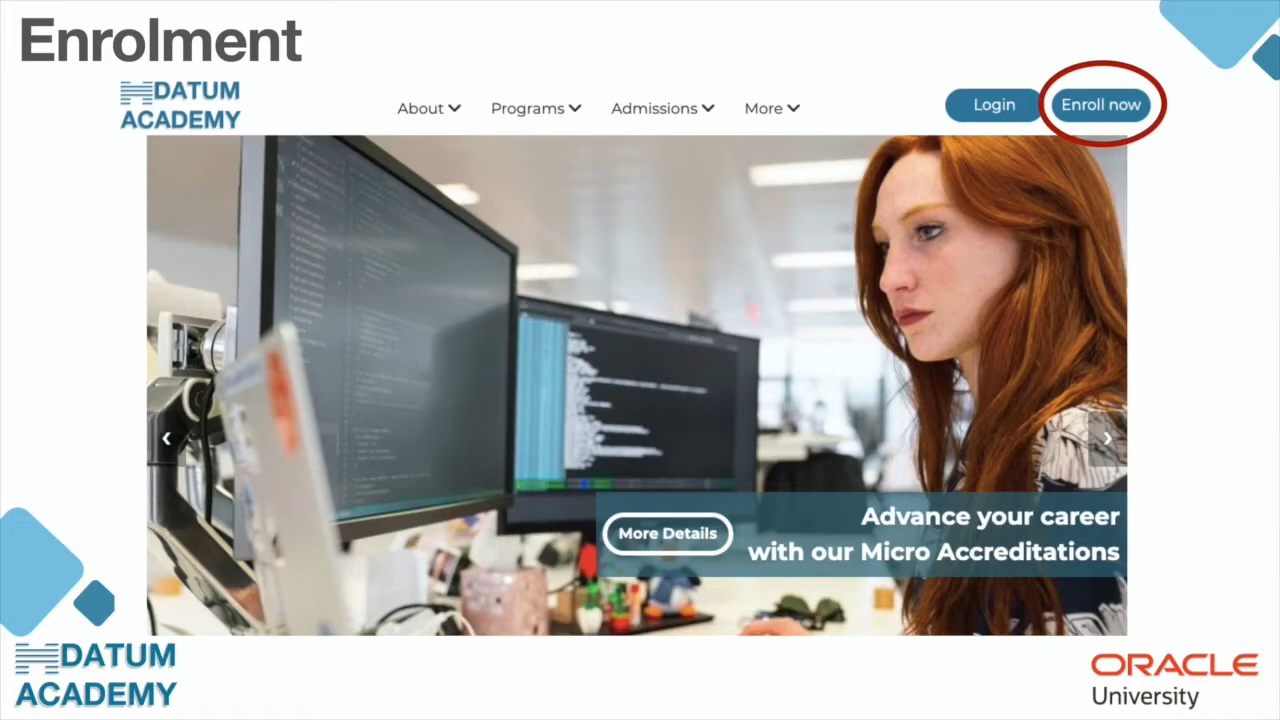 Enrolment
DATUM
ACADEMY
About Programs Admissions More Login Enroll now
More Details
Advance your career
with our Micro Accreditations
DATUM
ACADEMY
ORACLE
University